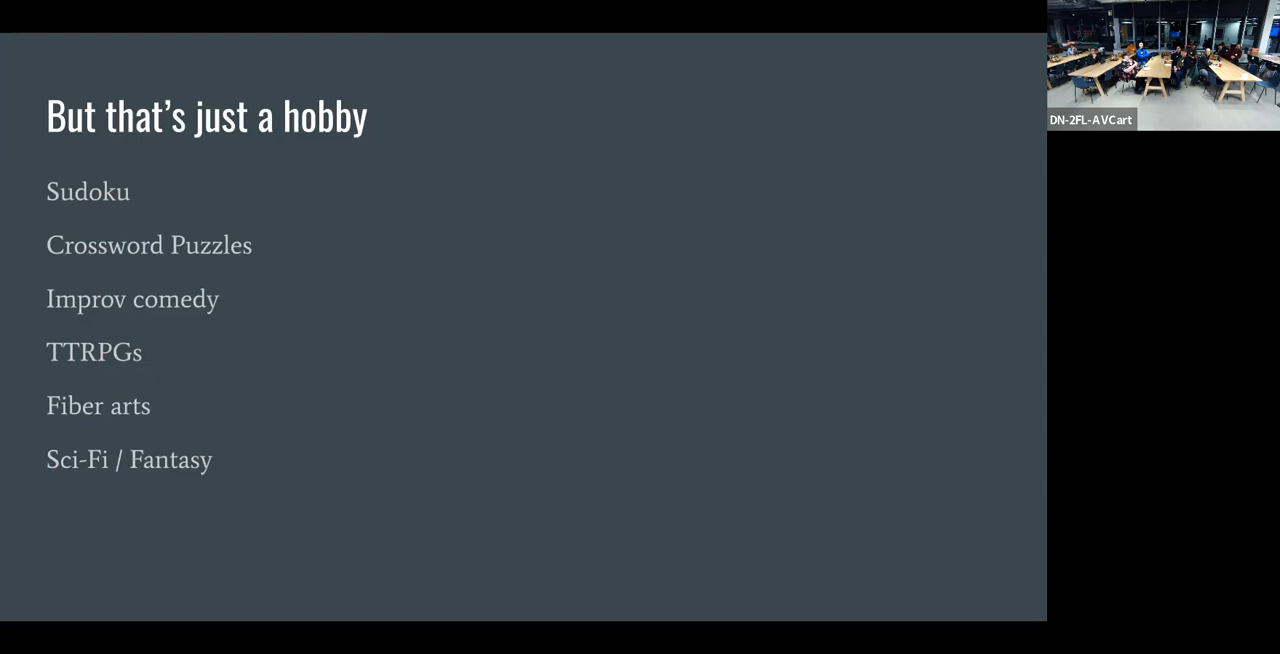 But that’s just a hobby
Sudoku
Crossword Puzzles
Improv comedy
TTRPGs
Fiber arts
Sci-Fi / Fantasy
DN-2FL-AVCart